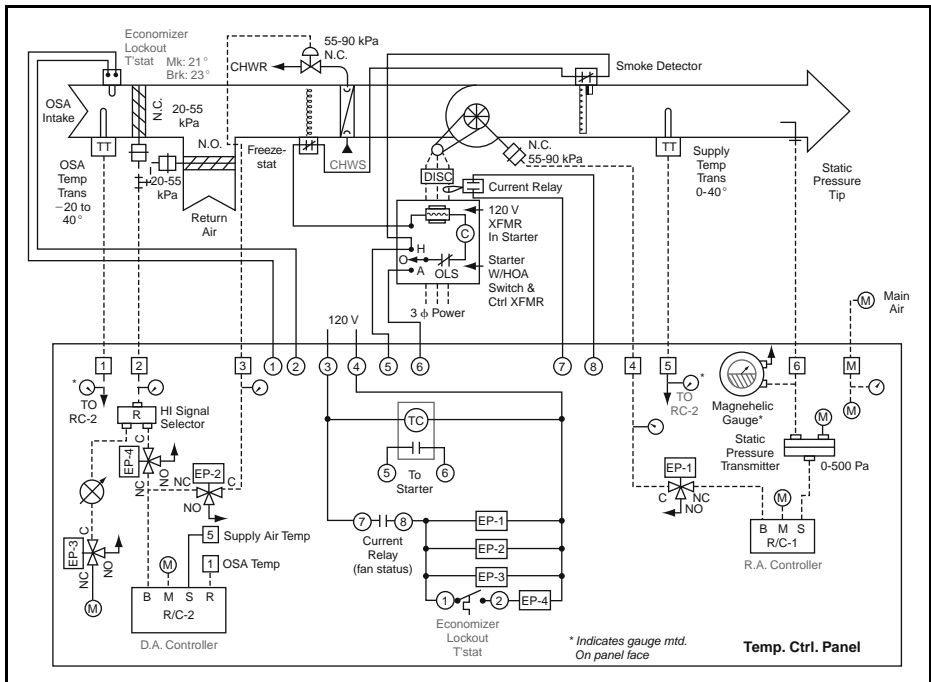 Economizer
Lockout
T'stat
Mk: 21°
Brk: 23°
55-90 kPa
N.C.
CHWR
Smoke Detector
OSA
Intake
N.C.
20-55
kPa
N.O.
TT
OSA
Temp
Trans
−20 to
40°
20-55
kPa
Return
Air
Freeze-
stat
CHWS
N.C.
55-90 kPa
DISC
Current Relay
120 V
XFMR
In Starter
C
H
O
A
OLS
Starter
W/HOA
Switch &
Ctrl XFMR
3 ϕ Power
TT
Supply
Temp
Trans
0-40°
Static
Pressure
Tip
M
Main
Air
120 V
1
2
3
1
2
3
4
5
6
7
8
4
5
6
M
*
TO
RC-2
R
HI Signal
Selector
C
EP-4
NC
NO
EP-2
NC
C
NO
C
EP-3
NC
NO
M
5
Supply Air Temp
M
1
OSA Temp
B M S R
R/C-2
D.A. Controller
TC
5
6
To
Starter
7
8
Current
Relay
(fan status)
EP-1
EP-2
EP-3
1
2
EP-4
Economizer
Lockout
T'stat
*
TO
RC-2
Magnehelic
Gauge*
M
M
Static
Pressure
Transmitter
0-500 Pa
EP-1
C
NC
NO
M
B M S
R/C-1
R.A. Controller
* Indicates gauge mtd.
On panel face
Temp. Ctrl. Panel